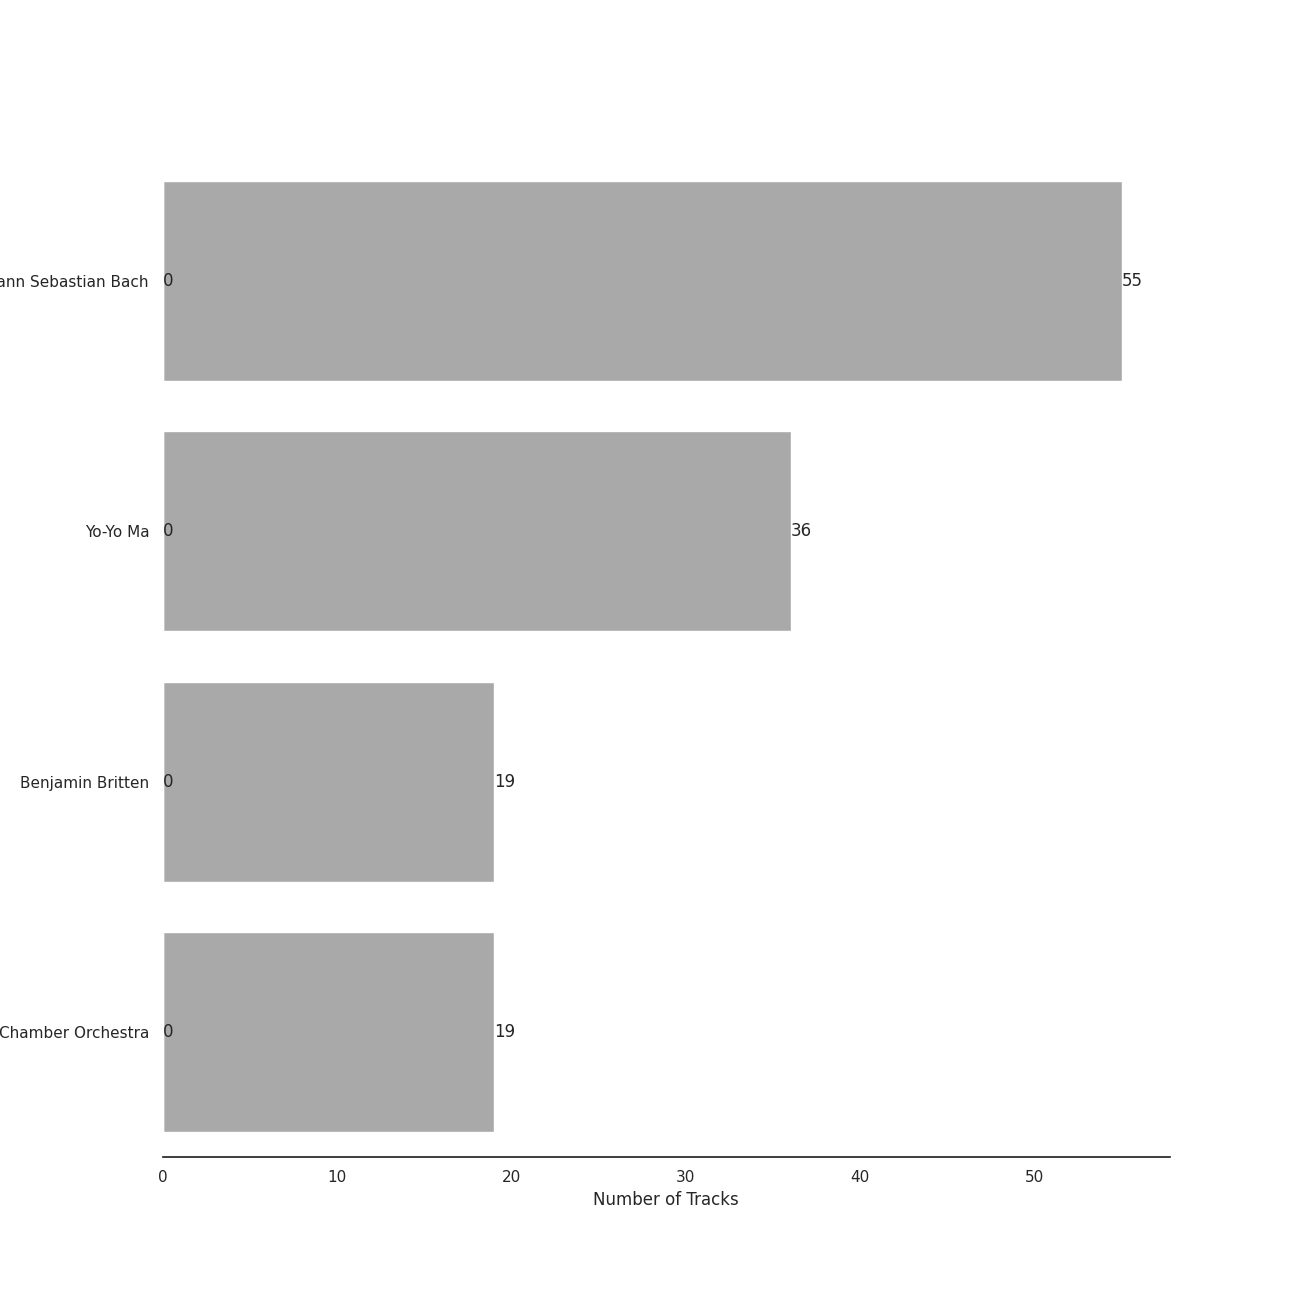 ann Sebastian Bach 0 55
Yo-Yo Ma 0 36
Benjamin Britten 0 19
Chamber Orchestra 0 19
0 10 20 30 40 50
Number of Tracks